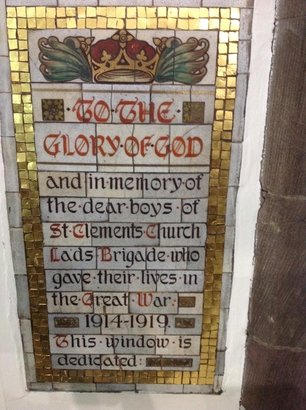 ·TO·THE·
GLORY·OF·GOD
and in memory of
the dear boys of
St Clements Church
Lads Brigade who
gave their lives in
the Great War
1914-1919.
This window is
dedicated: